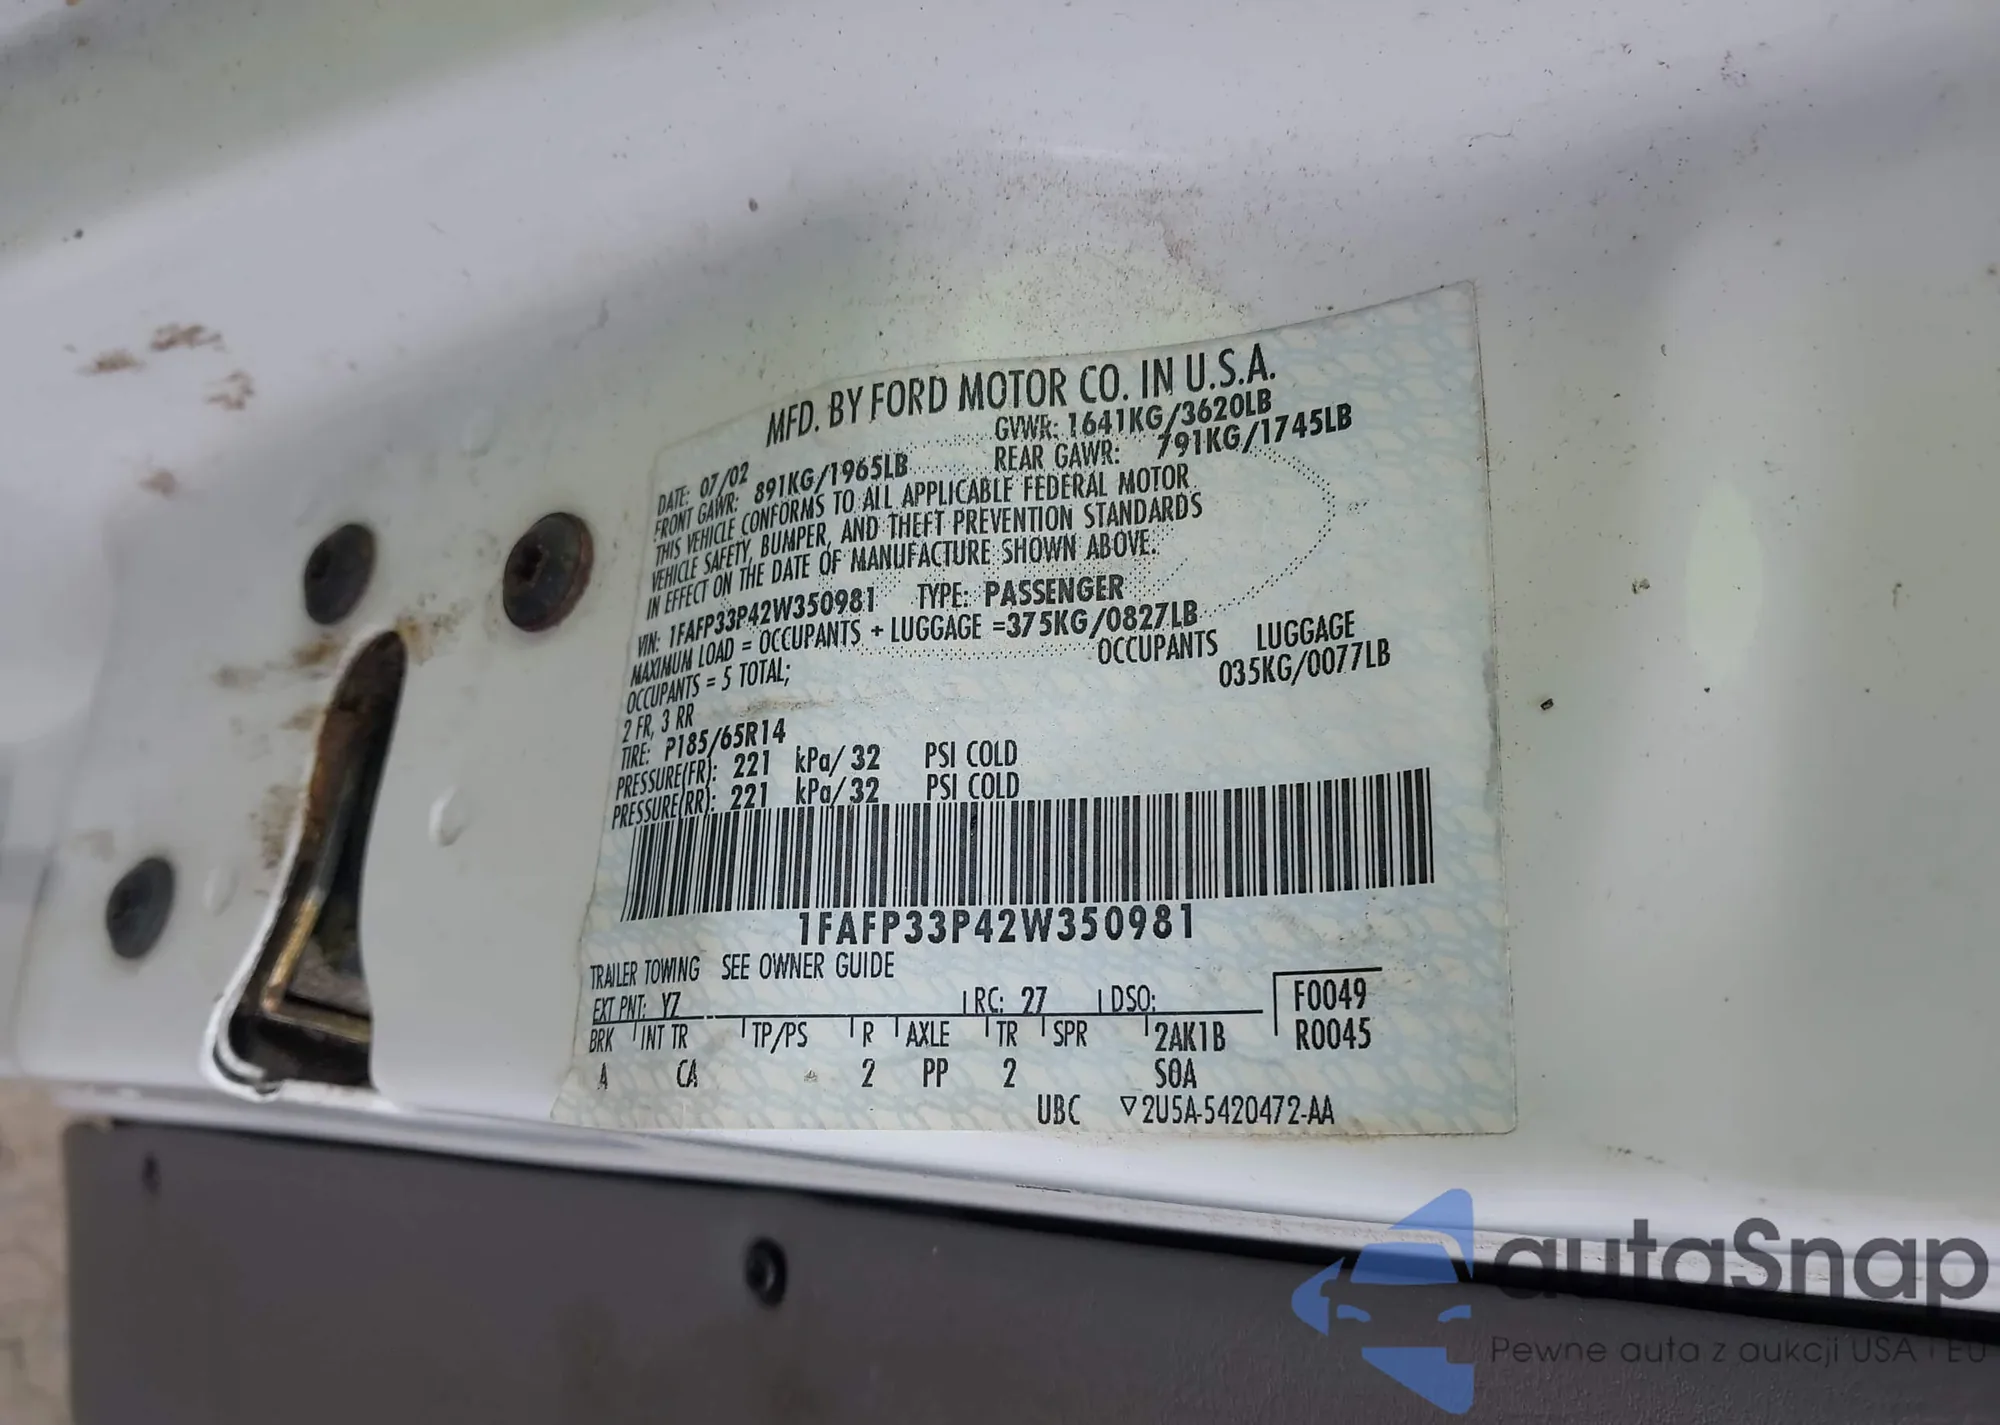 MFD. BY FORD MOTOR CO. IN U.S.A.
DATE: 07/02 GVWR: 1641KG/3620LB
FRONT GAWR: 891KG/1965LB REAR GAWR: 791KG/1745LB
THIS VEHICLE CONFORMS TO ALL APPLICABLE FEDERAL MOTOR
VEHICLE SAFETY, BUMPER, AND THEFT PREVENTION STANDARDS
IN EFFECT ON THE DATE OF MANUFACTURE SHOWN ABOVE.
VIN: 1FAFP33P42W350981 TYPE: PASSENGER
MAXIMUM LOAD = OCCUPANTS + LUGGAGE =375KG/0827LB
OCCUPANTS = 5 TOTAL; OCCUPANTS LUGGAGE
2 FR, 3 RR 035KG/0077LB
TIRE: P185/65R14
PRESSURE(FR): 221 kPa/ 32 PSI COLD
PRESSURE(RR): 221 kPa/ 32 PSI COLD
1FAFP33P42W350981
TRAILER TOWING SEE OWNER GUIDE
EXT PNT: YZ RC: 27 DSO: F0049
BRK INT TR TP/PS R AXLE TR SPR 2AK1B R0045
A CA 2 PP 2 S0A
UBC 2U5A-5420472-AA
autaSnap
Pewne auta z aukcji USA i EU